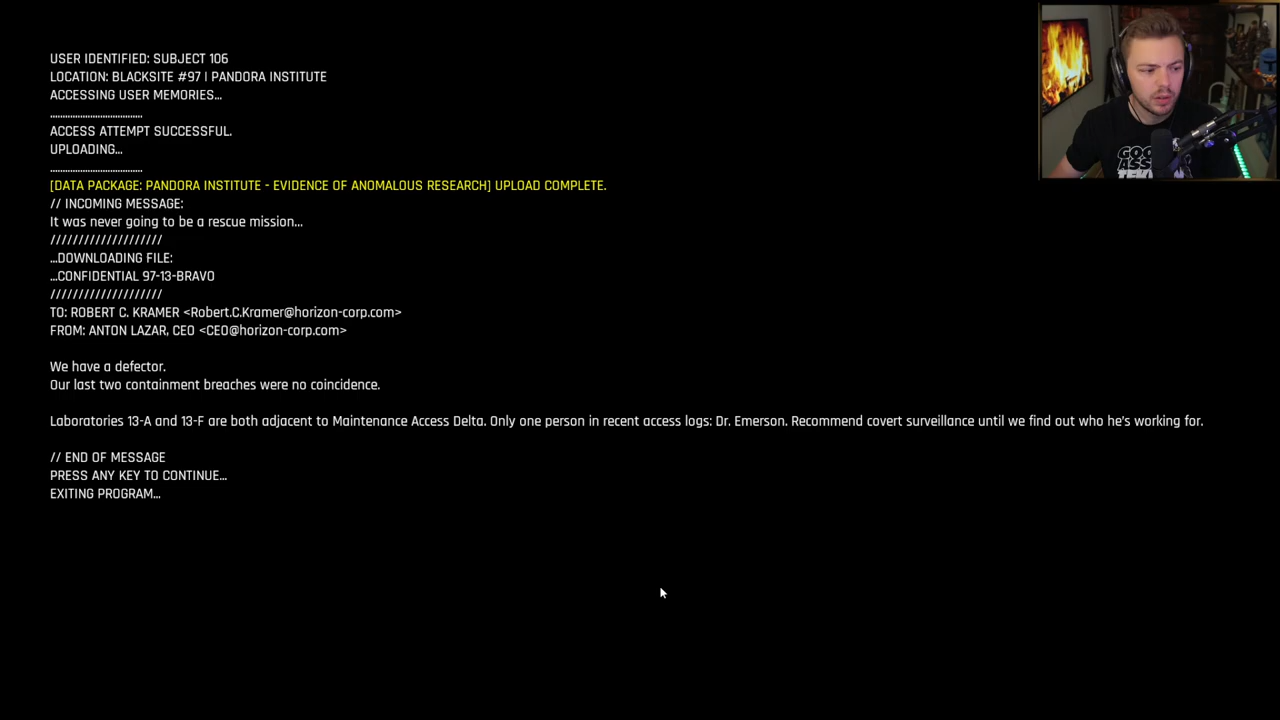 USER IDENTIFIED: SUBJECT 106
LOCATION: BLACKSITE #97 | PANDORA INSTITUTE
ACCESSING USER MEMORIES...
.....................................
ACCESS ATTEMPT SUCCESSFUL.
UPLOADING...
.....................................
[DATA PACKAGE: PANDORA INSTITUTE - EVIDENCE OF ANOMALOUS RESEARCH] UPLOAD COMPLETE.
// INCOMING MESSAGE:
It was never going to be a rescue mission...
////////////////////
...DOWNLOADING FILE:
...CONFIDENTIAL 97-13-BRAVO
////////////////////
TO: ROBERT C. KRAMER <Robert.C.Kramer@horizon-corp.com>
FROM: ANTON LAZAR, CEO <CEO@horizon-corp.com>
We have a defector.
Our last two containment breaches were no coincidence.
Laboratories 13-A and 13-F are both adjacent to Maintenance Access Delta. Only one person in recent access logs: Dr. Emerson. Recommend covert surveillance until we find out who he's working for.
// END OF MESSAGE
PRESS ANY KEY TO CONTINUE...
EXITING PROGRAM...